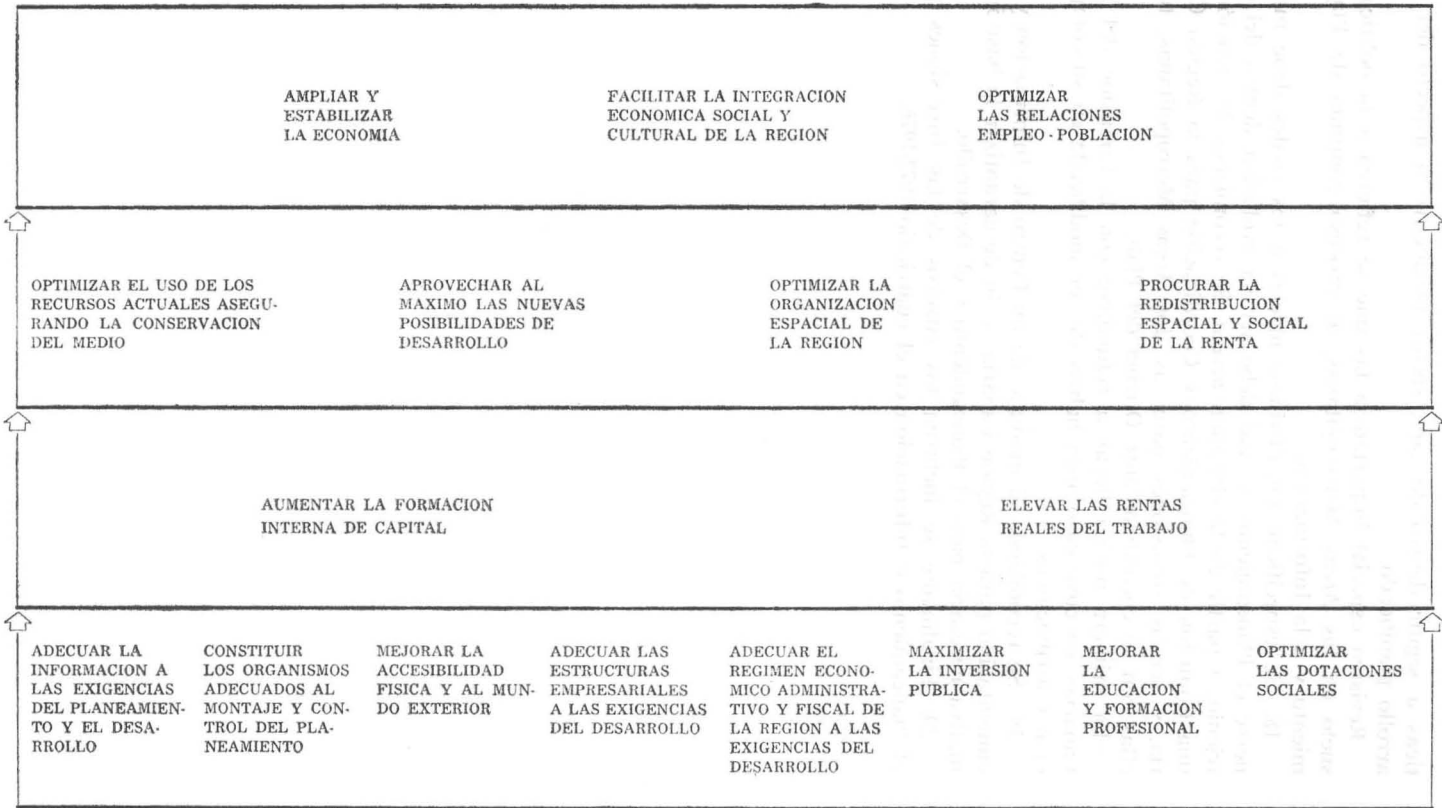 AMPLIAR Y
ESTABILIZAR
LA ECONOMIA
FACILITAR LA INTEGRACION
ECONOMICA SOCIAL Y
CULTURAL DE LA REGION
OPTIMIZAR
LAS RELACIONES
EMPLEO - POBLACION
OPTIMIZAR EL USO DE LOS
RECURSOS ACTUALES ASEGU-
RANDO LA CONSERVACION
DEL MEDIO
APROVECHAR AL
MAXIMO LAS NUEVAS
POSIBILIDADES DE
DESARROLLO
OPTIMIZAR LA
ORGANIZACION
ESPACIAL DE
LA REGION
PROCURAR LA
REDISTRIBUCION
ESPACIAL Y SOCIAL
DE LA RENTA
AUMENTAR LA FORMACION
INTERNA DE CAPITAL
ELEVAR LAS RENTAS
REALES DEL TRABAJO
ADECUAR LA
INFORMACION A
LAS EXIGENCIAS
DEL PLANEAMIEN-
TO Y EL DESA-
RROLLO
CONSTITUIR
LOS ORGANISMOS
ADECUADOS AL
MONTAJE Y CON-
TROL DEL PLA-
NEAMIENTO
MEJORAR LA
ACCESIBILIDAD
FISICA Y AL MUN-
DO EXTERIOR
ADECUAR LAS
ESTRUCTURAS
EMPRESARIALES
A LAS EXIGENCIAS
DEL DESARROLLO
ADECUAR EL
REGIMEN ECONO-
MICO ADMINISTRA-
TIVO Y FISCAL DE
LA REGION A LAS
EXIGENCIAS DEL
DESARROLLO
MAXIMIZAR
LA INVERSION
PUBLICA
MEJORAR
LA
EDUCACION
Y FORMACION
PROFESIONAL
OPTIMIZAR
LAS DOTACIONES
SOCIALES